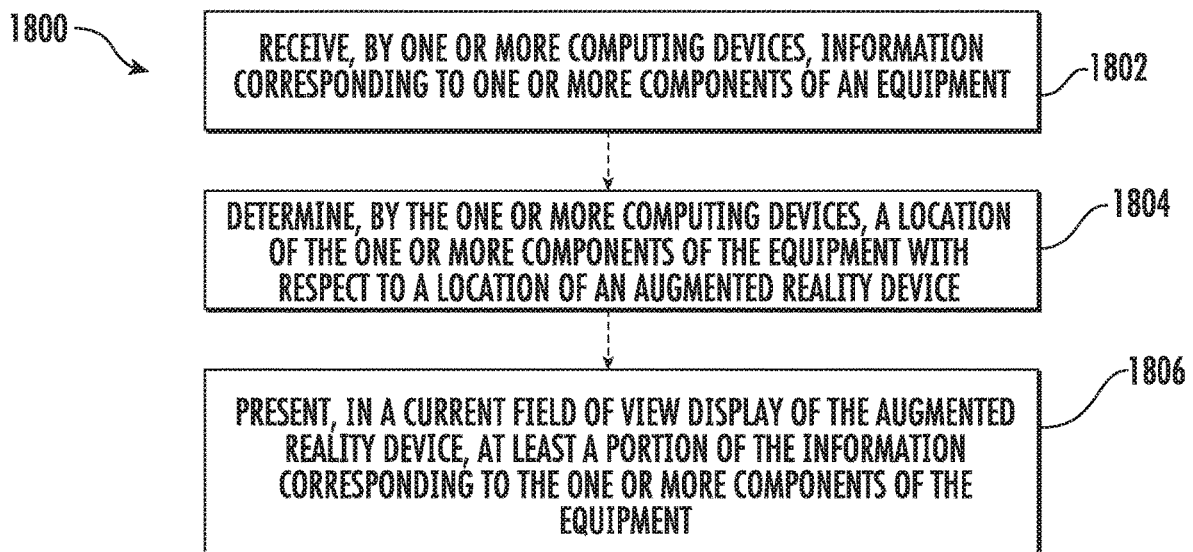 1800
RECEIVE, BY ONE OR MORE COMPUTING DEVICES, INFORMATION
CORRESPONDING TO ONE OR MORE COMPONENTS OF AN EQUIPMENT
1802
DETERMINE, BY THE ONE OR MORE COMPUTING DEVICES, A LOCATION
OF THE ONE OR MORE COMPONENTS OF THE EQUIPMENT WITH
RESPECT TO A LOCATION OF AN AUGMENTED REALITY DEVICE
1804
PRESENT, IN A CURRENT FIELD OF VIEW DISPLAY OF THE AUGMENTED
REALITY DEVICE, AT LEAST A PORTION OF THE INFORMATION
CORRESPONDING TO THE ONE OR MORE COMPONENTS OF THE
EQUIPMENT
1806